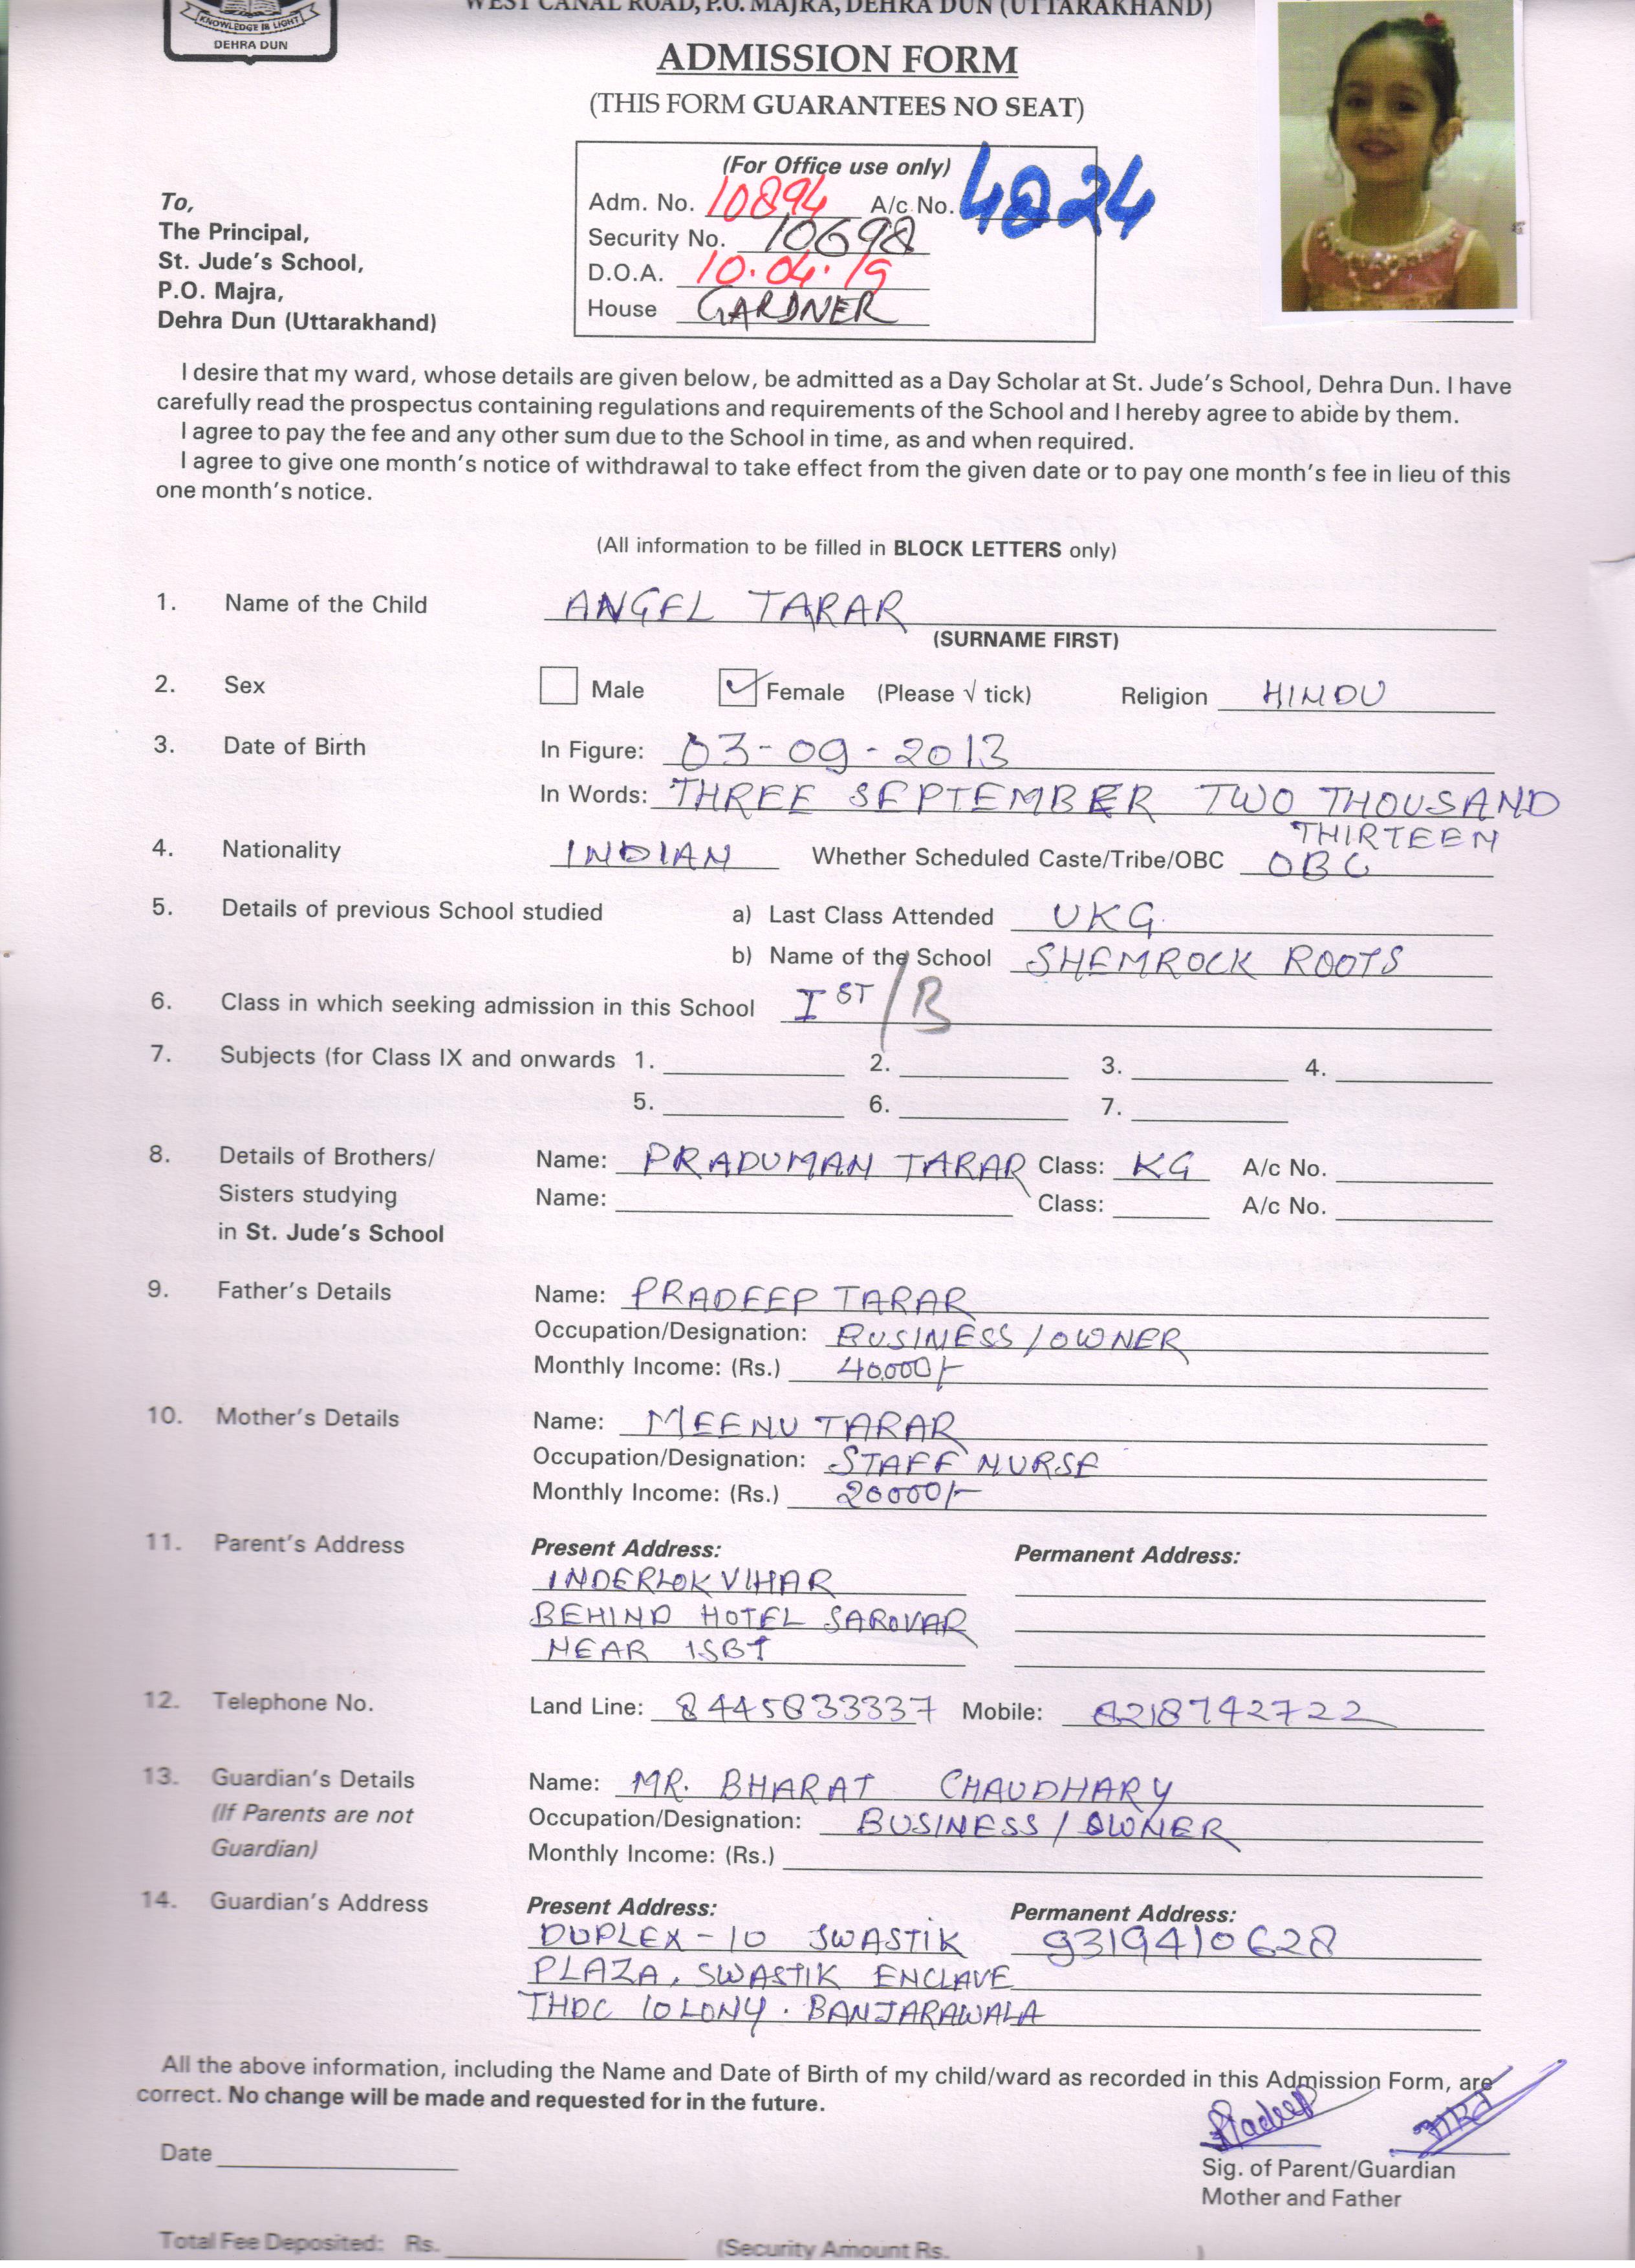 WEST CANAL ROAD, P.O. MAJRA, DEHRA DUN (UTTARAKHAND)
KNOWLEDGE IS LIGHT
DEHRA DUN
ADMISSION FORM
(THIS FORM GUARANTEES NO SEAT)
(For Office use only)
Adm. No. 10894 A/c No. 4824
Security No. 10698
D.O.A. 10.04.19
House GARDNER
To,
The Principal,
St. Jude's School,
P.O. Majra,
Dehra Dun (Uttarakhand)
I desire that my ward, whose details are given below, be admitted as a Day Scholar at St. Jude's School, Dehra Dun. I have
carefully read the prospectus containing regulations and requirements of the School and I hereby agree to abide by them.
I agree to pay the fee and any other sum due to the School in time, as and when required.
I agree to give one month's notice of withdrawal to take effect from the given date or to pay one month's fee in lieu of this
one month's notice.
(All information to be filled in BLOCK LETTERS only)
1. Name of the Child ANGEL TARAR
(SURNAME FIRST)
2. Sex Male Female (Please √ tick) Religion HINDU
3. Date of Birth In Figure: 03-09-2013
In Words: THREE SEPTEMBER TWO THOUSAND
THIRTEEN
4. Nationality INDIAN Whether Scheduled Caste/Tribe/OBC OBC
5. Details of previous School studied a) Last Class Attended UKG
b) Name of the School SHEMROCK ROOTS
6. Class in which seeking admission in this School I ST / B
7. Subjects (for Class IX and onwards 1. 2. 3. 4.
5. 6. 7.
8. Details of Brothers/ Name: PRADUMAN TARAR Class: KG A/c No.
Sisters studying Name: Class: A/c No.
in St. Jude's School
9. Father's Details Name: PRADEEP TARAR
Occupation/Designation: BUSINESS / OWNER
Monthly Income: (Rs.) 40,000/-
10. Mother's Details Name: MEENU TARAR
Occupation/Designation: STAFF NURSE
Monthly Income: (Rs.) 20000/-
11. Parent's Address Present Address: Permanent Address:
INDERLOK VIHAR
BEHIND HOTEL SAROVAR
NEAR ISBT
12. Telephone No. Land Line: 8445833337 Mobile: 8218742722
13. Guardian's Details Name: MR. BHARAT CHAUDHARY
(If Parents are not Occupation/Designation: BUSINESS / OWNER
Guardian) Monthly Income: (Rs.)
14. Guardian's Address Present Address: Permanent Address:
DUPLEX-10 SWASTIK 9319410628
PLAZA, SWASTIK ENCLAVE
THDC COLONY. BANJARAWALA
All the above information, including the Name and Date of Birth of my child/ward as recorded in this Admission Form, are
correct. No change will be made and requested for in the future.
Pradeep
Date
Sig. of Parent/Guardian
Mother and Father
Total Fee Deposited: Rs. (Security Amount Rs. )